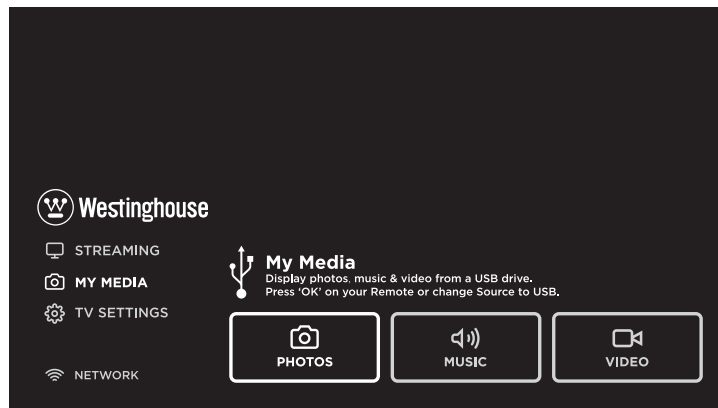 Westinghouse
STREAMING
MY MEDIA
TV SETTINGS
NETWORK
My Media
Display photos, music & video from a USB drive.
Press 'OK' on your Remote or change Source to USB.
PHOTOS
MUSIC
VIDEO